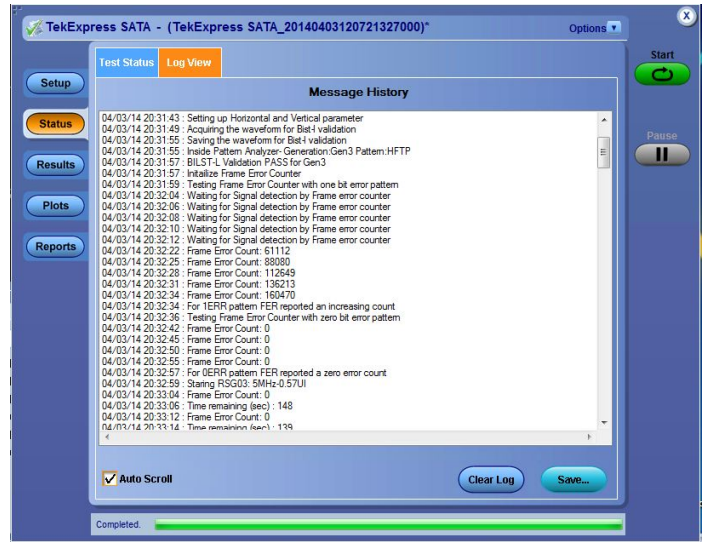 TekExpress SATA - (TekExpress SATA_20140403120721327000)*
Options
x
Start
Test Status Log View
Message History
Setup
Status
Results
Plots
Reports
Pause
04/03/14 20:31:43 : Setting up Horizontal and Vertical parameter
04/03/14 20:31:49 : Acquiring the waveform for Bist-l validation
04/03/14 20:31:55 : Saving the waveform for Bist-l validation
04/03/14 20:31:55 : Inside Pattern Analyzer- Generation:Gen3 Pattern:HFTP
04/03/14 20:31:57 : BILST-L Validation PASS for Gen3
04/03/14 20:31:57 : Initailize Frame Error Counter
04/03/14 20:31:59 : Testing Frame Error Counter with one bit error pattern
04/03/14 20:32:04 : Waiting for Signal detection by Frame error counter
04/03/14 20:32:06 : Waiting for Signal detection by Frame error counter
04/03/14 20:32:08 : Waiting for Signal detection by Frame error counter
04/03/14 20:32:10 : Waiting for Signal detection by Frame error counter
04/03/14 20:32:12 : Waiting for Signal detection by Frame error counter
04/03/14 20:32:22 : Frame Error Count: 61112
04/03/14 20:32:25 : Frame Error Count: 88080
04/03/14 20:32:28 : Frame Error Count: 112649
04/03/14 20:32:31 : Frame Error Count: 136213
04/03/14 20:32:34 : Frame Error Count: 160470
04/03/14 20:32:34 : For 1ERR pattern FER reported an increasing count
04/03/14 20:32:36 : Testing Frame Error Counter with zero bit error pattern
04/03/14 20:32:42 : Frame Error Count: 0
04/03/14 20:32:45 : Frame Error Count: 0
04/03/14 20:32:50 : Frame Error Count: 0
04/03/14 20:32:55 : Frame Error Count: 0
04/03/14 20:32:57 : For 0ERR pattern FER reported a zero error count
04/03/14 20:32:59 : Staring RSG03: 5MHz-0.57UI
04/03/14 20:33:04 : Frame Error Count: 0
04/03/14 20:33:06 : Time remaining (sec) : 148
04/03/14 20:33:12 : Frame Error Count: 0
04/03/14 20:33:14 : Time remaining (sec) : 139
Auto Scroll
Clear Log
Save...
Completed.